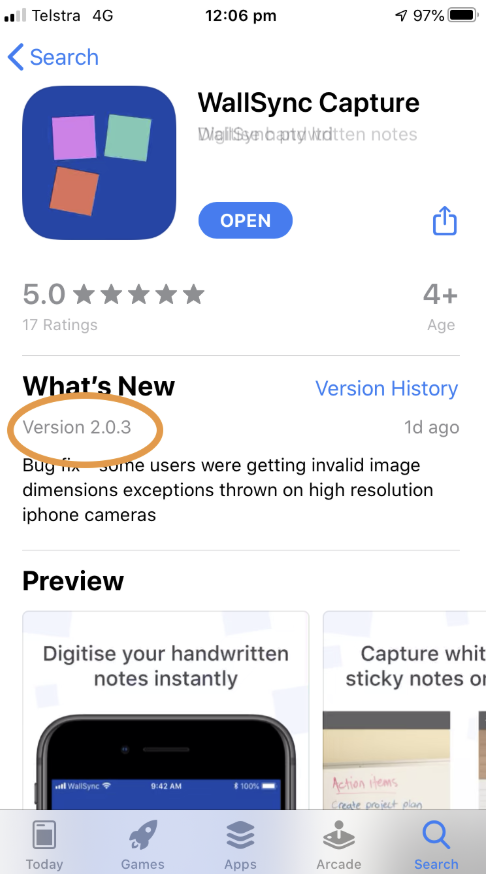 Telstra 4G 12:06 pm 97%
Search
WallSync Capture
Digitise handwritten notes
WallSync pty ltd
OPEN
5.0 4+
17 Ratings Age
What's New Version History
Version 2.0.3 1d ago
Bug fix - some users were getting invalid image
dimensions exceptions thrown on high resolution
iphone cameras
Preview
Digitise your handwritten
notes instantly
Capture whit
sticky notes or
WallSync 9:42 AM 100%
Action items
Create project plan
Today Games Apps Arcade Search